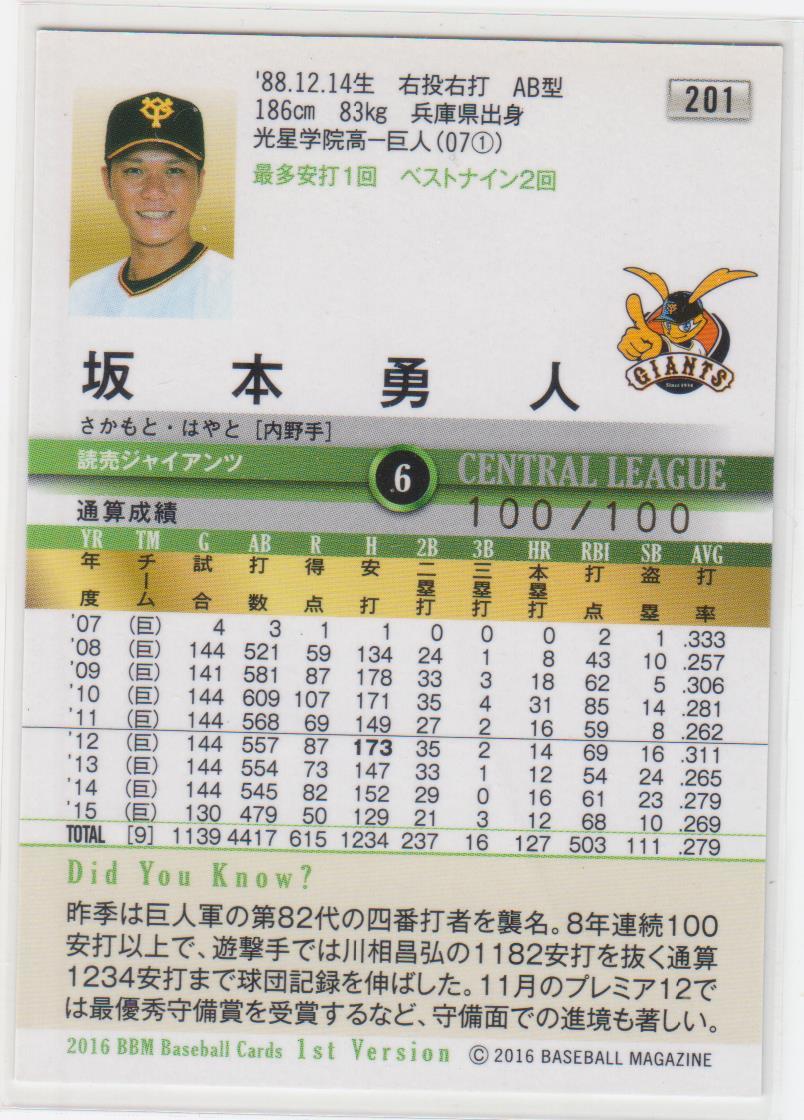 '88.12.14生 右投右打 AB型
201
186cm 83kg 兵庫県出身
光星学院高―巨人(07①)
最多安打1回 ベストナイン2回
GIANTS
Since 1934
坂本勇人
さかもと・はやと [内野手]
読売ジャイアンツ 6 CENTRAL LEAGUE
通算成績 100/100
YR TM G AB R H 2B 3B HR RBI SB AVG
年度 チーム 試合 打数 得点 安打 二塁打 三塁打 本塁打 打点 盗塁 打率
'07 (巨) 4 3 1 1 0 0 0 2 1 .333
'08 (巨) 144 521 59 134 24 1 8 43 10 .257
'09 (巨) 141 581 87 178 33 3 18 62 5 .306
'10 (巨) 144 609 107 171 35 4 31 85 14 .281
'11 (巨) 144 568 69 149 27 2 16 59 8 .262
'12 (巨) 144 557 87 173 35 2 14 69 16 .311
'13 (巨) 144 554 73 147 33 1 12 54 24 .265
'14 (巨) 144 545 82 152 29 0 16 61 23 .279
'15 (巨) 130 479 50 129 21 3 12 68 10 .269
TOTAL [9] 1139 4417 615 1234 237 16 127 503 111 .279
Did You Know?
昨季は巨人軍の第82代の四番打者を襲名。8年連続100
安打以上で、遊撃手では川相昌弘の1182安打を抜く通算
1234安打まで球団記録を伸ばした。11月のプレミア12で
は最優秀守備賞を受賞するなど、守備面での進境も著しい。
2016 BBM Baseball Cards 1st Version © 2016 BASEBALL MAGAZINE